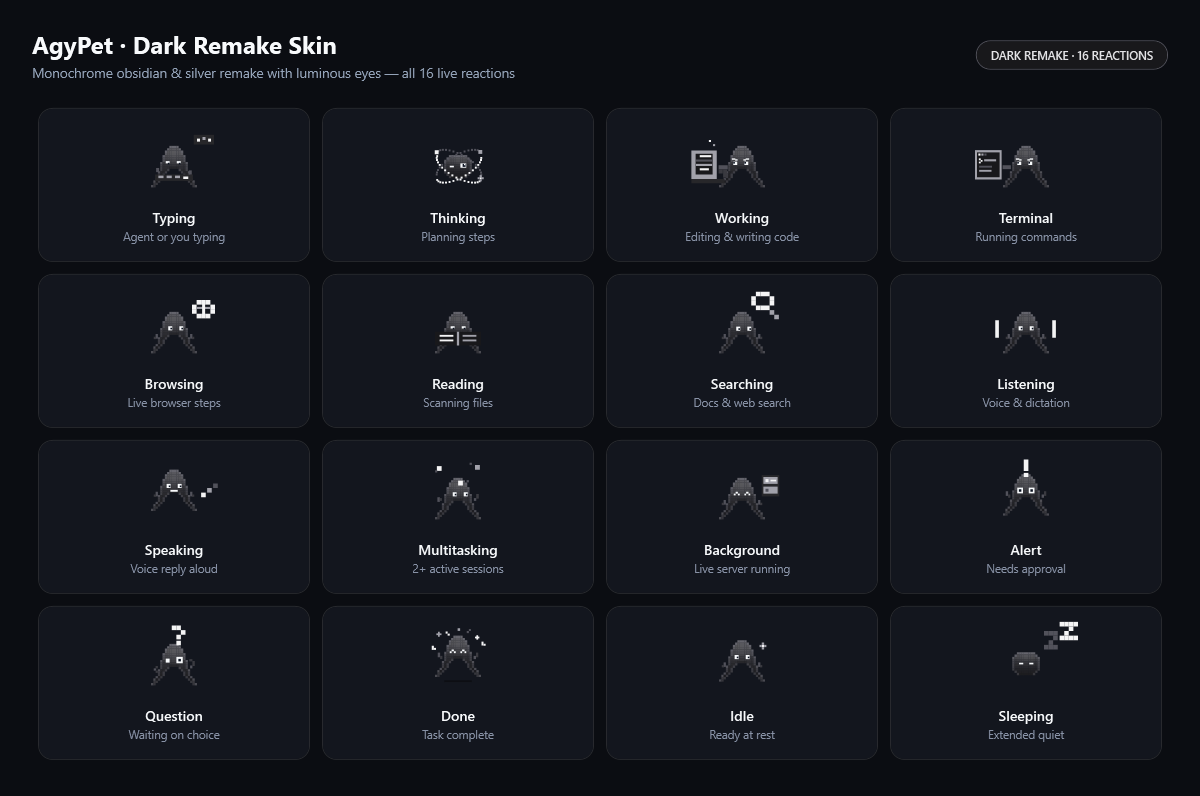 AgyPet · Dark Remake Skin
Monochrome obsidian & silver remake with luminous eyes — all 16 live reactions
DARK REMAKE · 16 REACTIONS
Typing
Agent or you typing
Thinking
Planning steps
Working
Editing & writing code
Terminal
Running commands
Browsing
Live browser steps
Reading
Scanning files
Searching
Docs & web search
Listening
Voice & dictation
Speaking
Voice reply aloud
Multitasking
2+ active sessions
Background
Live server running
Alert
Needs approval
Question
Waiting on choice
Done
Task complete
Idle
Ready at rest
Sleeping
Extended quiet